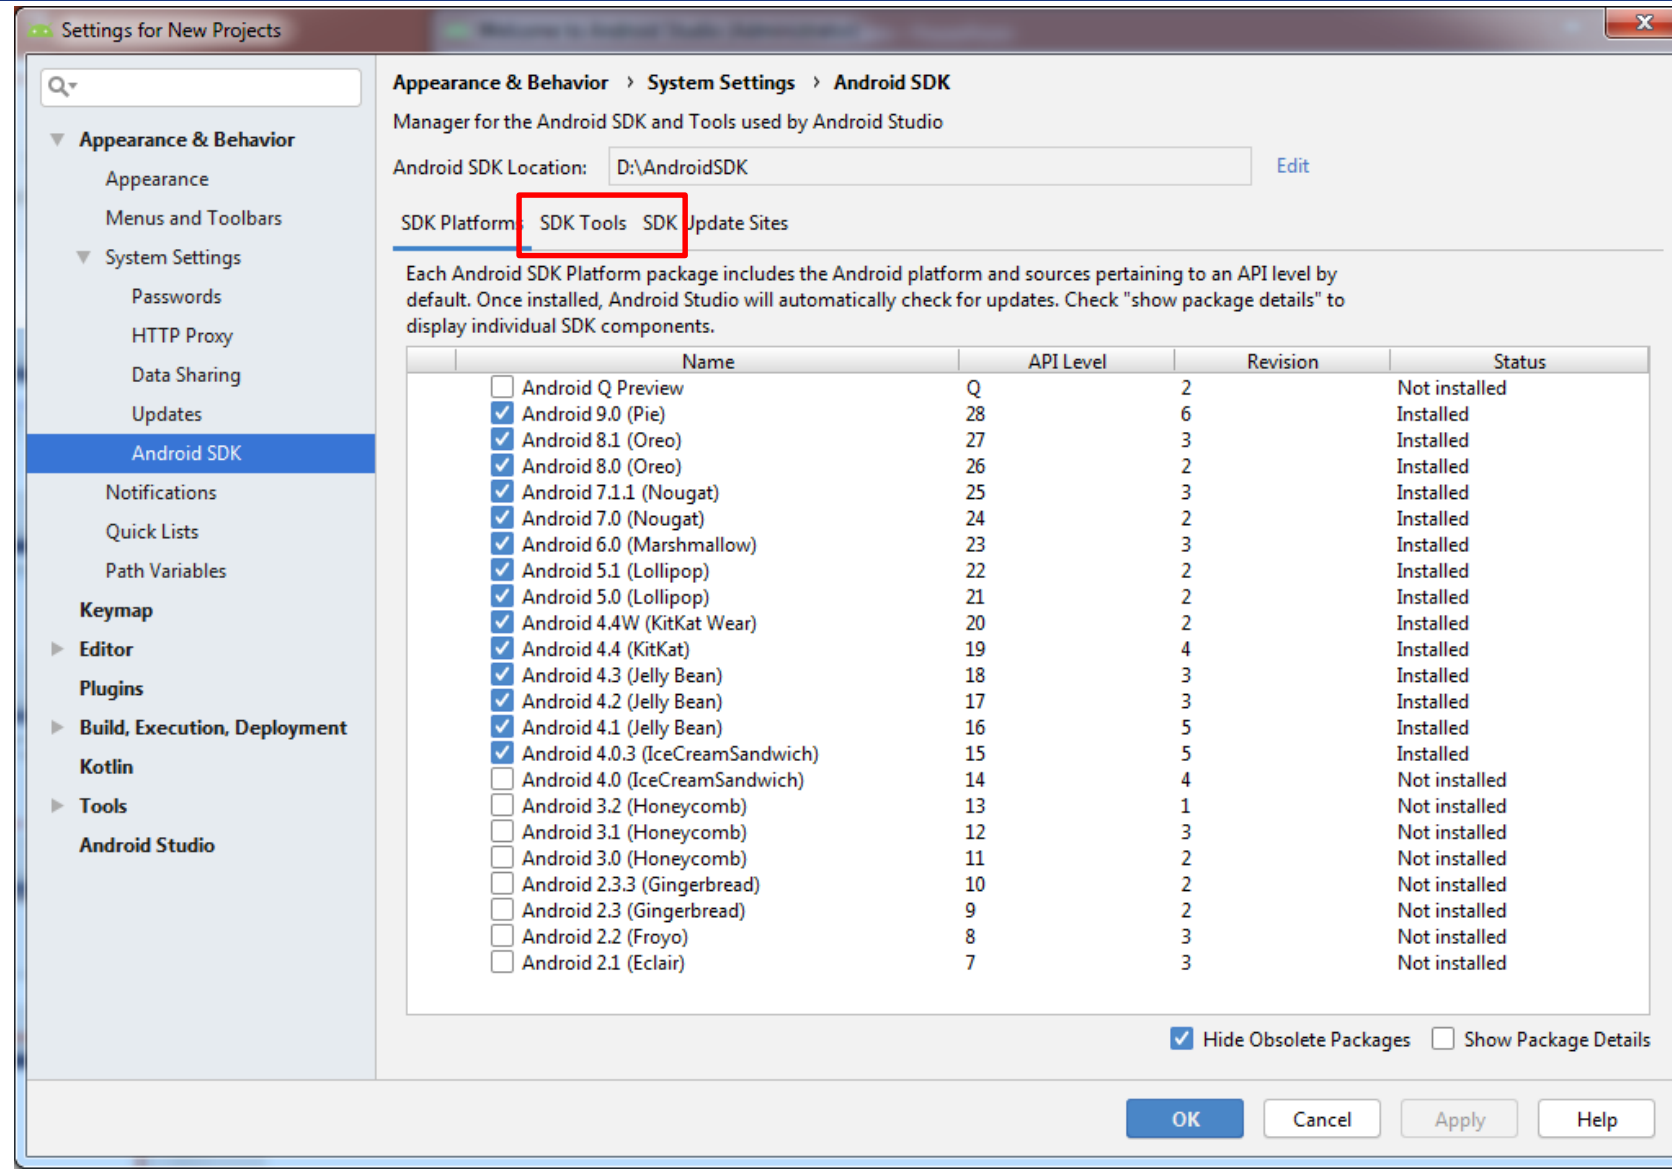 Settings for New Projects
Appearance & Behavior
Appearance
Menus and Toolbars
System Settings
Passwords
HTTP Proxy
Data Sharing
Updates
Android SDK
Notifications
Quick Lists
Path Variables
Keymap
Editor
Plugins
Build, Execution, Deployment
Kotlin
Tools
Android Studio
Appearance & Behavior › System Settings › Android SDK
Manager for the Android SDK and Tools used by Android Studio
Android SDK Location: D:\AndroidSDK Edit
SDK Platforms SDK Tools SDK Update Sites
Each Android SDK Platform package includes the Android platform and sources pertaining to an API level by
default. Once installed, Android Studio will automatically check for updates. Check "show package details" to
display individual SDK components.
Name API Level Revision Status
Android Q Preview Q 2 Not installed
Android 9.0 (Pie) 28 6 Installed
Android 8.1 (Oreo) 27 3 Installed
Android 8.0 (Oreo) 26 2 Installed
Android 7.1.1 (Nougat) 25 3 Installed
Android 7.0 (Nougat) 24 2 Installed
Android 6.0 (Marshmallow) 23 3 Installed
Android 5.1 (Lollipop) 22 2 Installed
Android 5.0 (Lollipop) 21 2 Installed
Android 4.4W (KitKat Wear) 20 2 Installed
Android 4.4 (KitKat) 19 4 Installed
Android 4.3 (Jelly Bean) 18 3 Installed
Android 4.2 (Jelly Bean) 17 3 Installed
Android 4.1 (Jelly Bean) 16 5 Installed
Android 4.0.3 (IceCreamSandwich) 15 5 Installed
Android 4.0 (IceCreamSandwich) 14 4 Not installed
Android 3.2 (Honeycomb) 13 1 Not installed
Android 3.1 (Honeycomb) 12 3 Not installed
Android 3.0 (Honeycomb) 11 2 Not installed
Android 2.3.3 (Gingerbread) 10 2 Not installed
Android 2.3 (Gingerbread) 9 2 Not installed
Android 2.2 (Froyo) 8 3 Not installed
Android 2.1 (Eclair) 7 3 Not installed
Hide Obsolete Packages Show Package Details
OK Cancel Apply Help